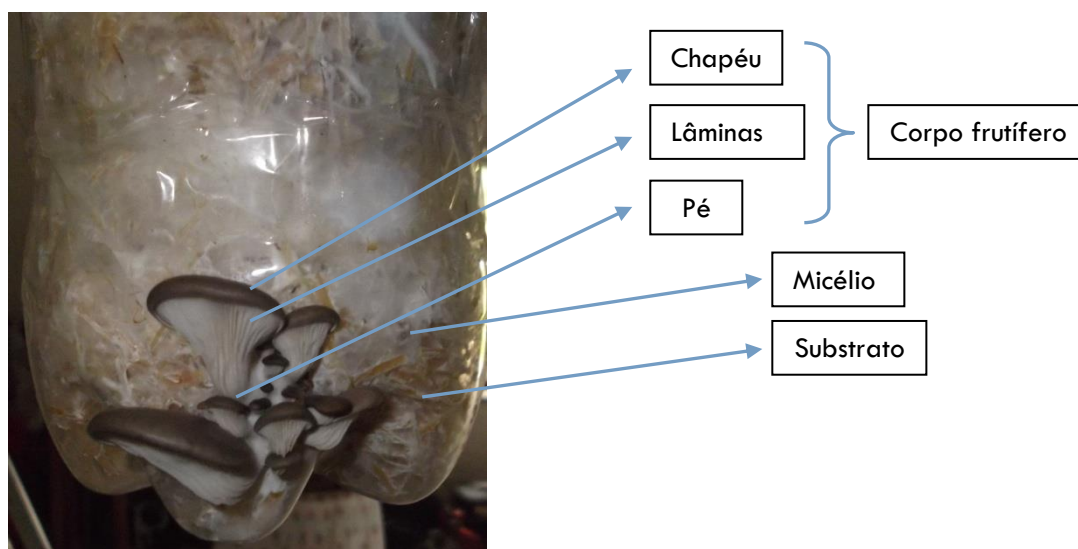 Chapéu
Lâminas
Corpo frutífero
Pé
Micélio
Substrato